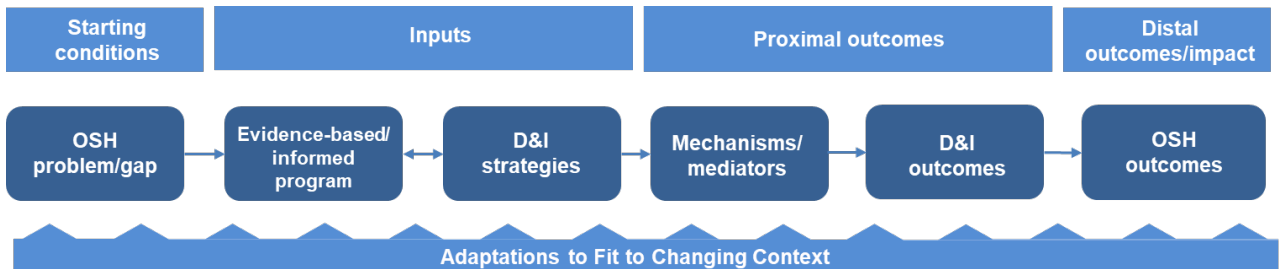 Starting
conditions
Inputs
Proximal outcomes
Distal
outcomes/impact
OSH
problem/gap
Evidence-based/
informed
program
D&I
strategies
Mechanisms/
mediators
D&I
outcomes
OSH
outcomes
Adaptations to Fit to Changing Context